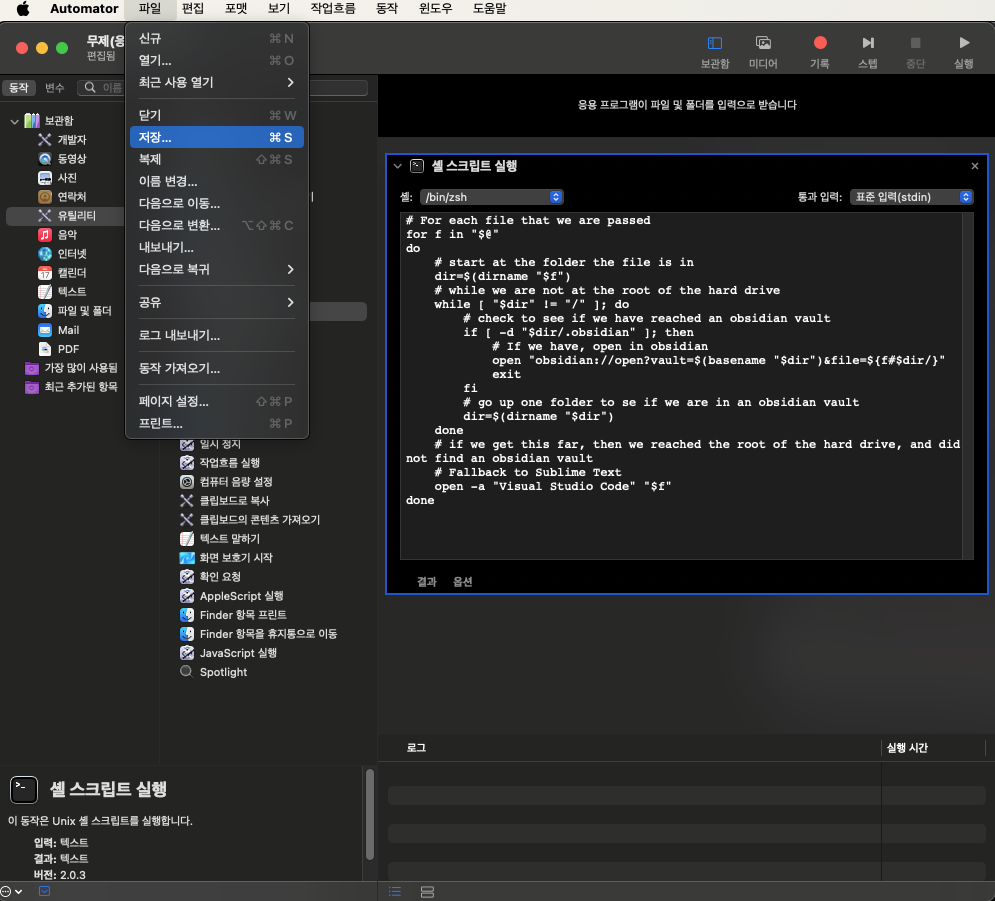 Automator 파일 편집 포맷 보기 작업흐름 동작 윈도우 도움말
무제(응
편집됨
보관함 미디어 기록 스텝 중단 실행
동작 변수 이름
신규 ⌘ N
열기... ⌘ O
최근 사용 열기
닫기 ⌘ W
저장... ⌘ S
복제 ⇧ ⌘ S
이름 변경...
다음으로 이동...
다음으로 변환... ⌥ ⇧ ⌘ C
내보내기...
다음으로 복귀
공유
로그 내보내기...
동작 가져오기...
페이지 설정... ⇧ ⌘ P
프린트... ⌘ P
보관함
개발자
동영상
사진
연락처
유틸리티
음악
인터넷
17
캘린더
텍스트
파일 및 폴더
Mail
PDF
가장 많이 사용됨
최근 추가된 항목
일시 정지
작업흐름 실행
컴퓨터 음량 설정
클립보드로 복사
클립보드의 콘텐츠 가져오기
텍스트 말하기
화면 보호기 시작
확인 요청
AppleScript 실행
Finder 항목 프린트
Finder 항목을 휴지통으로 이동
JavaScript 실행
Spotlight
응용 프로그램이 파일 및 폴더를 입력으로 받습니다
셸 스크립트 실행
셸: /bin/zsh 통과 입력: 표준 입력(stdin)
# For each file that we are passed
for f in "$@"
do
# start at the folder the file is in
dir=$(dirname "$f")
# while we are not at the root of the hard drive
while [ "$dir" != "/" ]; do
# check to see if we have reached an obsidian vault
if [ -d "$dir/.obsidian" ]; then
# If we have, open in obsidian
open "obsidian://open?vault=$(basename "$dir")&file=${f#$dir/}"
exit
fi
# go up one folder to se if we are in an obsidian vault
dir=$(dirname "$dir")
done
# if we get this far, then we reached the root of the hard drive, and did
not find an obsidian vault
# Fallback to Sublime Text
open -a "Visual Studio Code" "$f"
done
결과 옵션
로그 실행 시간
셸 스크립트 실행
이 동작은 Unix 셸 스크립트를 실행합니다.
입력: 텍스트
결과: 텍스트
버전: 2.0.3